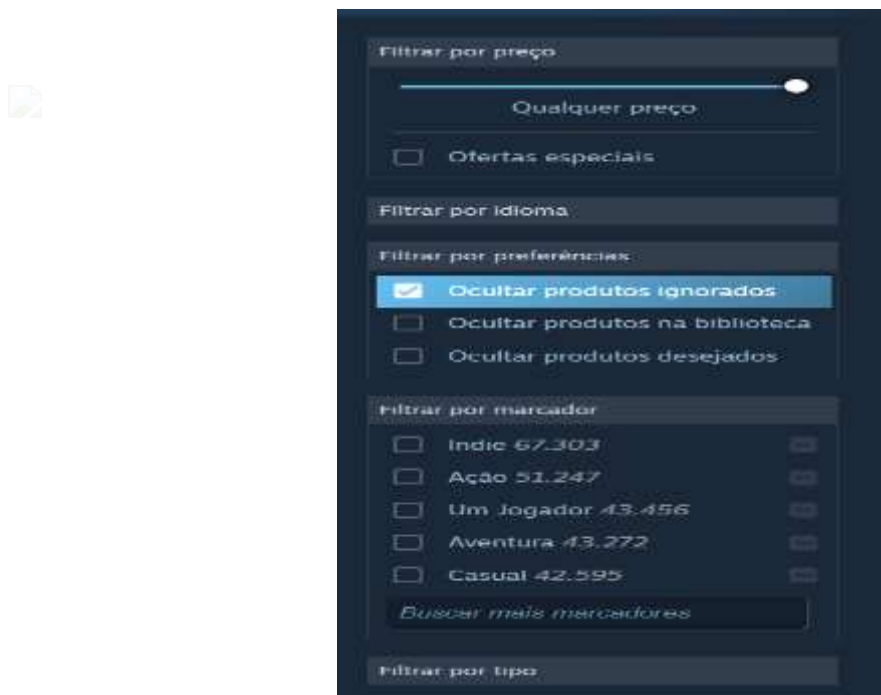 Filtrar por preço
Qualquer preço
Ofertas especiais
Filtrar por idioma
Filtrar por preferências
Ocultar produtos ignorados
Ocultar produtos na biblioteca
Ocultar produtos desejados
Filtrar por marcador
Indie 67.303
Ação 51.247
Um Jogador 43.456
Aventura 43.272
Casual 42.595
Buscar mais marcadores
Filtrar por tipo